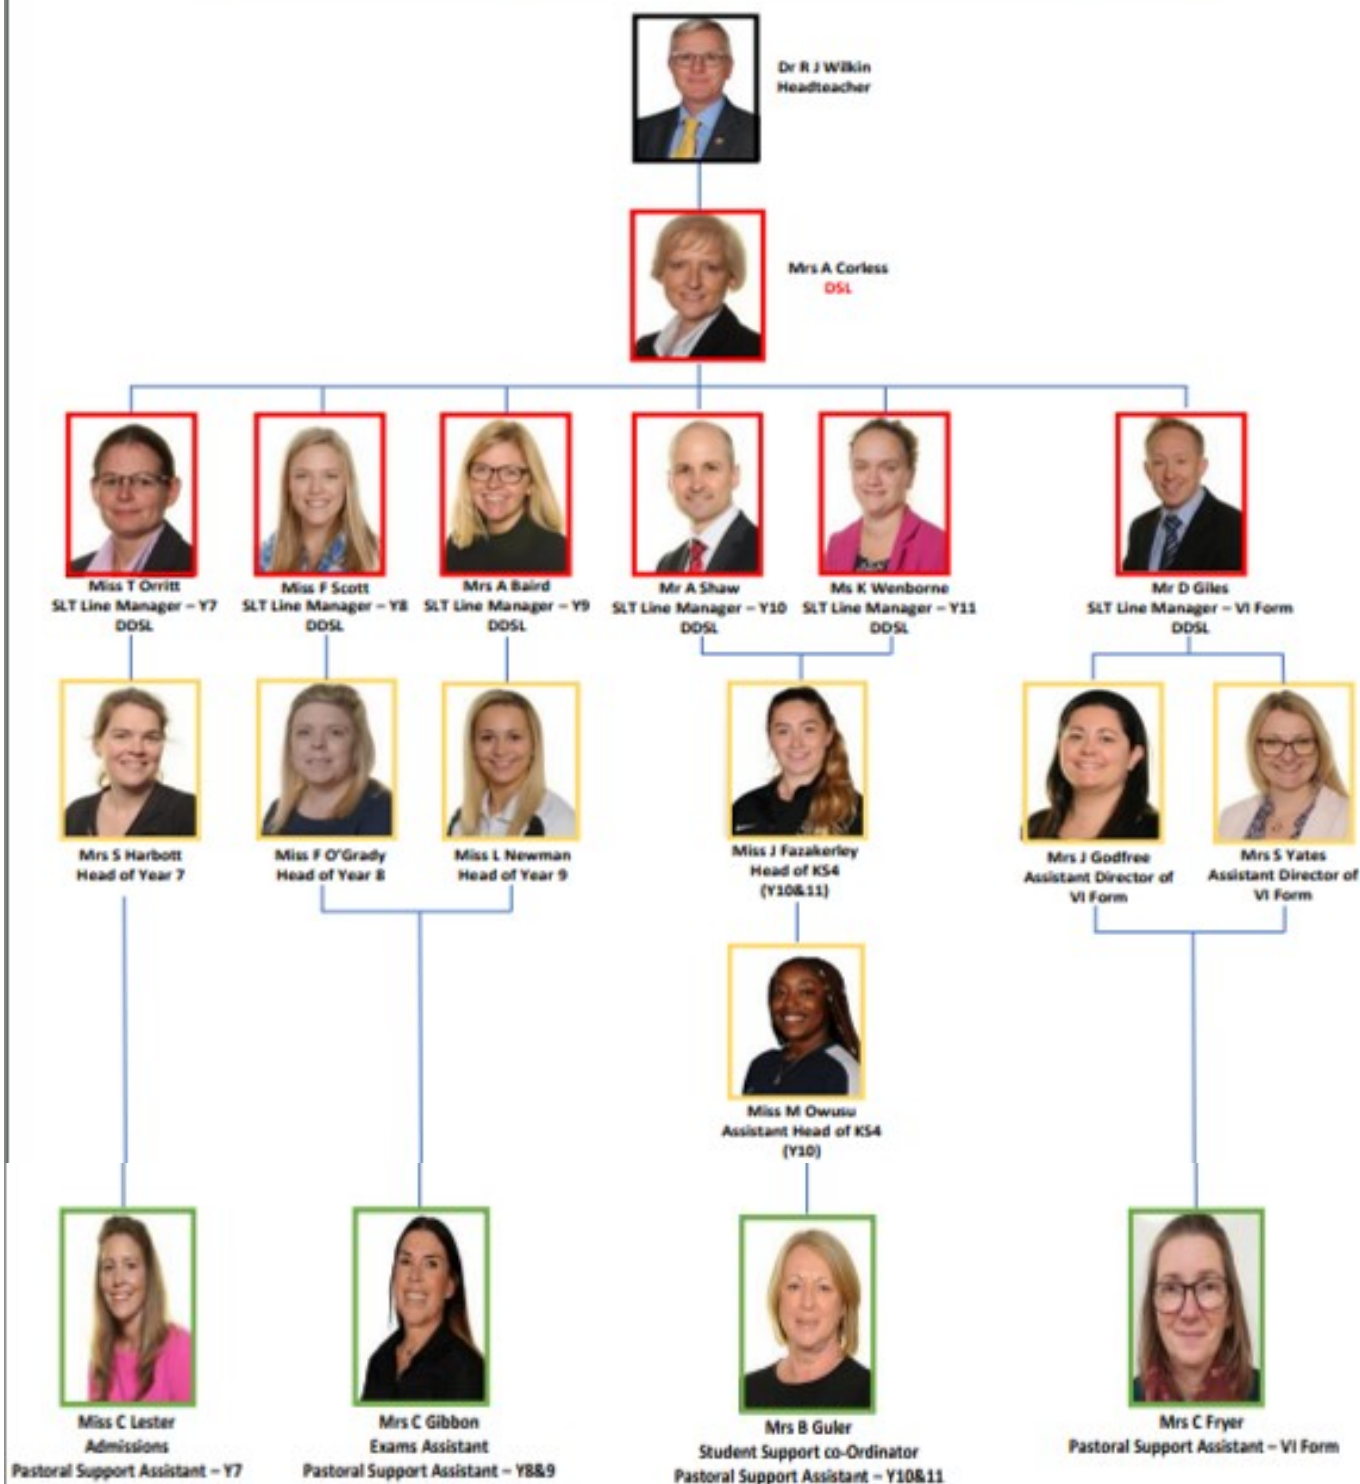 Dr R J Wilkin
Headteacher
Mrs A Corless
DSL
Miss T Orritt
SLT Line Manager – Y7
DDSL
Miss F Scott
SLT Line Manager – Y8
DDSL
Mrs A Baird
SLT Line Manager – Y9
DDSL
Mr A Shaw
SLT Line Manager – Y10
DDSL
Ms K Wenborne
SLT Line Manager – Y11
DDSL
Mr D Giles
SLT Line Manager – VI Form
DDSL
Mrs S Harbott
Head of Year 7
Miss F O'Grady
Head of Year 8
Miss L Newman
Head of Year 9
Miss J Fazakerley
Head of KS4
(Y10&11)
Mrs J Godfree
Assistant Director of
VI Form
Mrs S Yates
Assistant Director of
VI Form
Miss M Owusu
Assistant Head of KS4
(Y10)
Miss C Lester
Admissions
Pastoral Support Assistant – Y7
Mrs C Gibbon
Exams Assistant
Pastoral Support Assistant – Y8&9
Mrs B Guler
Student Support co-Ordinator
Pastoral Support Assistant – Y10&11
Mrs C Fryer
Pastoral Support Assistant – VI Form